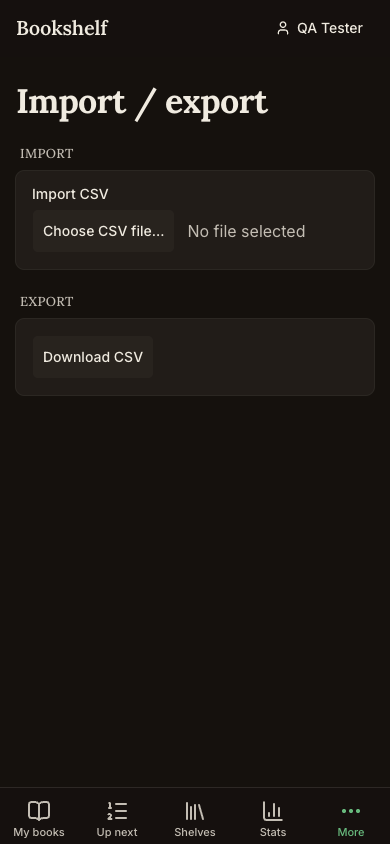 Bookshelf
QA Tester
Import / export
IMPORT
Import CSV
Choose CSV file...
No file selected
EXPORT
Download CSV
My books
Up next
Shelves
Stats
More